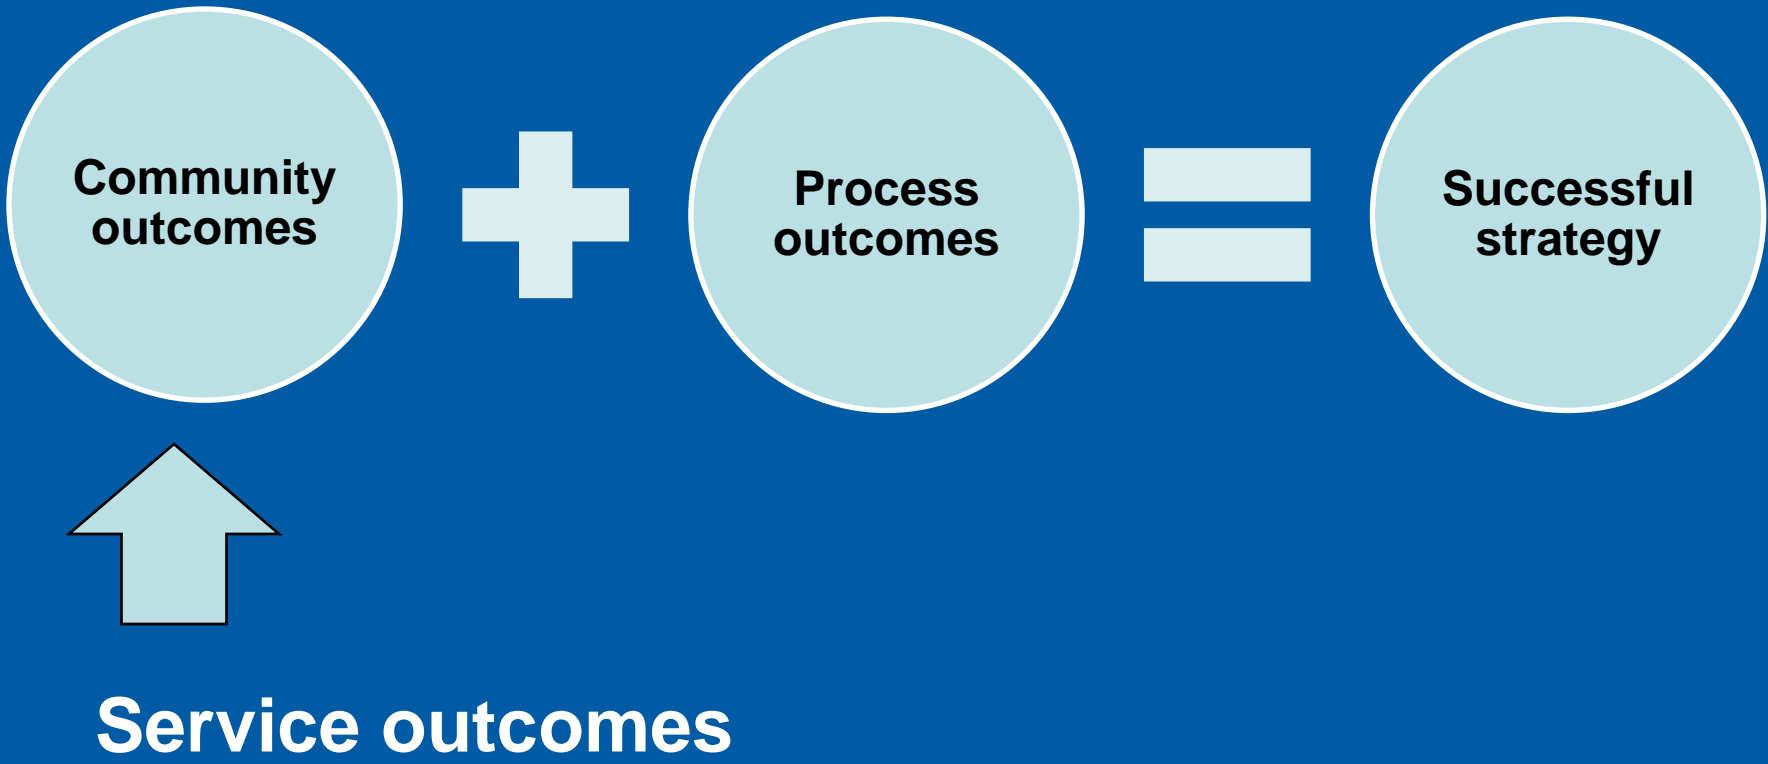 Community
outcomes
Process
outcomes
Successful
strategy
Service outcomes